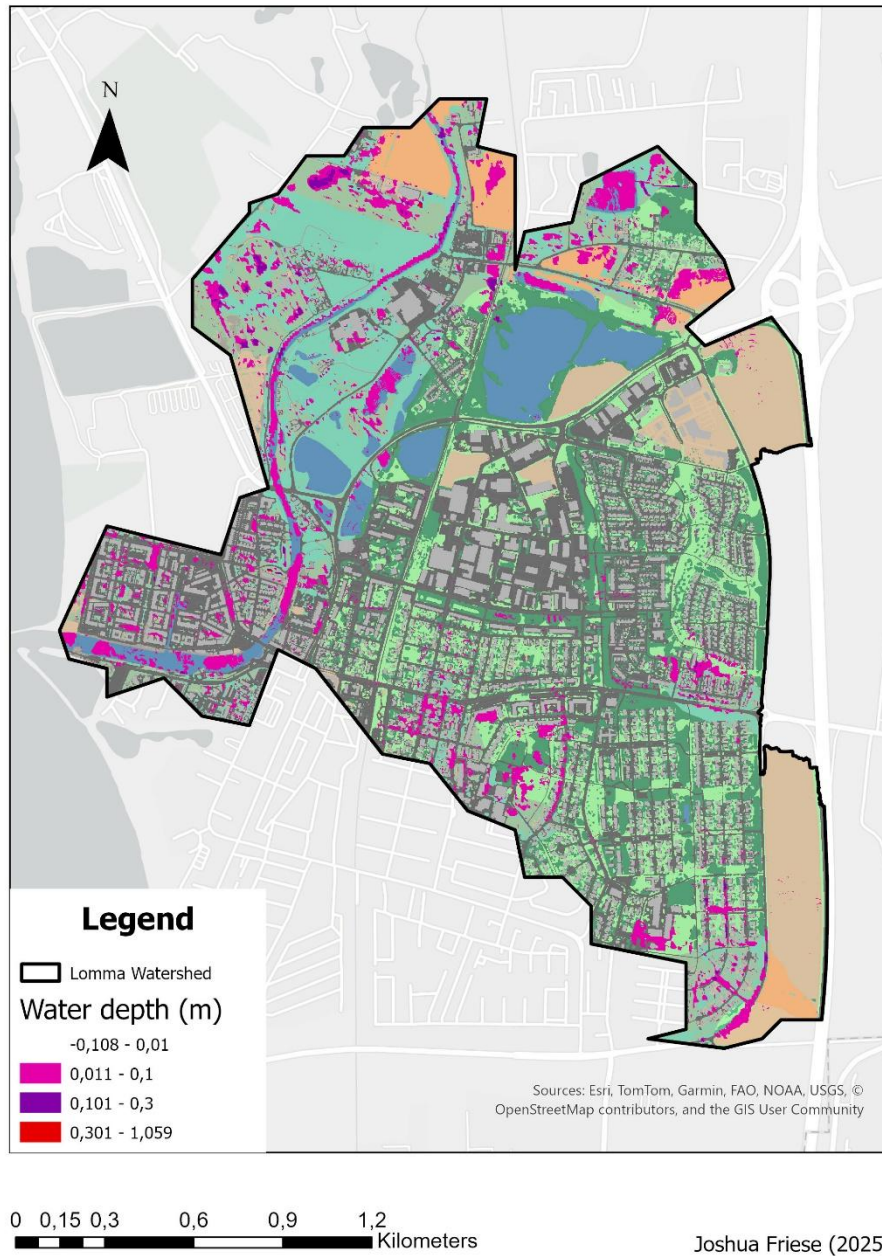 N
Legend
Lomma Watershed
Water depth (m)
-0,108 - 0,01
0,011 - 0,1
0,101 - 0,3
0,301 - 1,059
Sources: Esri, TomTom, Garmin, FAO, NOAA, USGS, ©
OpenStreetMap contributors, and the GIS User Community
0 0,15 0,3 0,6 0,9 1,2
Kilometers
Joshua Friese (2025